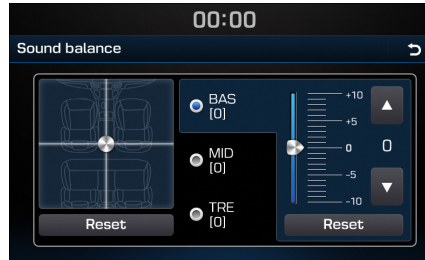 00:00
Sound balance
BAS
[0]
MID
[0]
TRE
[0]
+10
+5
0
-5
-10
0
Reset
Reset